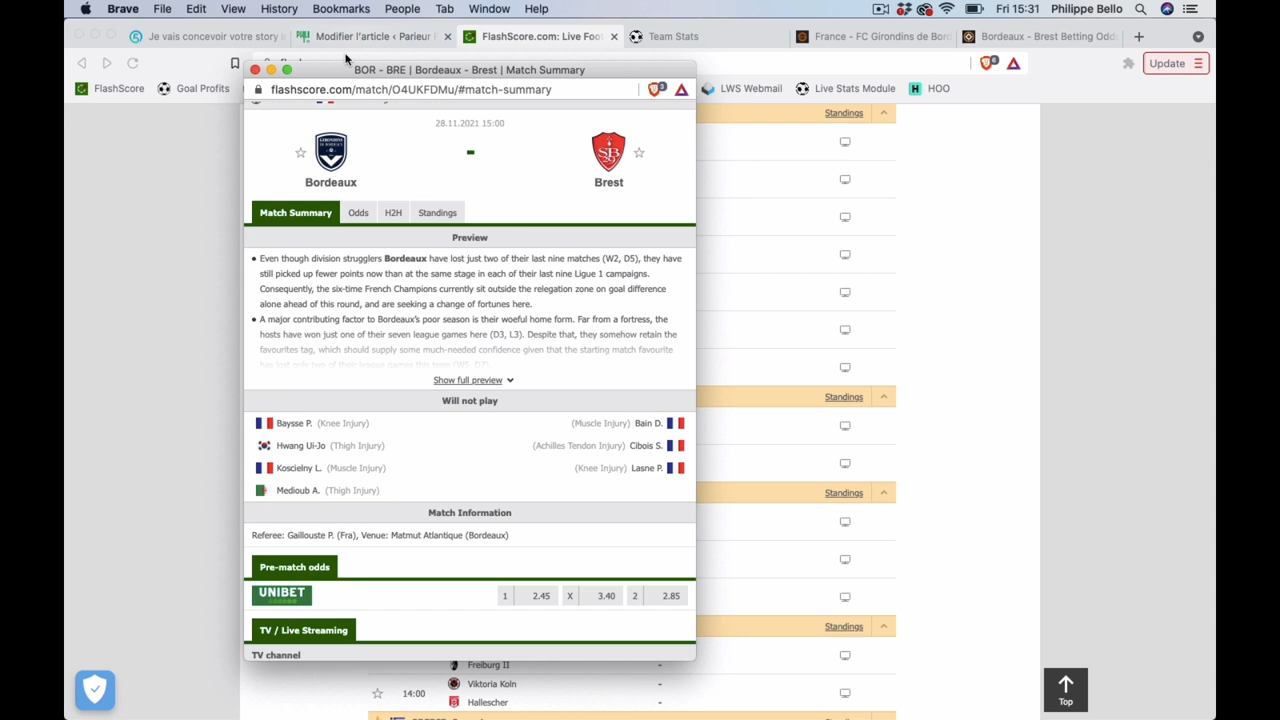 Brave File Edit View History Bookmarks People Tab Window Help Fri 15:31 Philippe Bello
Je vais concevoir votre story Modifier l'article ‹ Parieur FlashScore.com: Live Foot Team Stats France - FC Girondins de Bord Bordeaux - Brest Betting Odds
BOR - BRE | Bordeaux - Brest | Match Summary
Update
flashscore.com/match/O4UKFDMu/#match-summary
FlashScore Goal Profits LWS Webmail Live Stats Module HOO
28.11.2021 15:00
Bordeaux - Brest
Match Summary Odds H2H Standings
Preview
Even though division strugglers Bordeaux have lost just two of their last nine matches (W2, D5), they have
still picked up fewer points now than at the same stage in each of their last nine Ligue 1 campaigns.
Consequently, the six-time French Champions currently sit outside the relegation zone on goal difference
alone ahead of this round, and are seeking a change of fortunes here.
A major contributing factor to Bordeaux's poor season is their woeful home form. Far from a fortress, the
hosts have won just one of their seven league games here (D3, L3). Despite that, they somehow retain the
favourites tag, which should supply some much-needed confidence given that the starting match favourite
has lost only two of their league games this term
Show full preview
Will not play
Baysse P. (Knee Injury) (Muscle Injury) Bain D.
Hwang Ui-Jo (Thigh Injury) (Achilles Tendon Injury) Cibois S.
Koscielny L. (Muscle Injury) (Knee Injury) Lasne P.
Medioub A. (Thigh Injury)
Match Information
Referee: Gaillouste P. (Fra), Venue: Matmut Atlantique (Bordeaux)
Pre-match odds
UNIBET 1 2.45 X 3.40 2 2.85
TV / Live Streaming
TV channel
Standings
Standings
Standings
Standings
Freiburg II -
14:00 Viktoria Koln -
Hallescher
Top